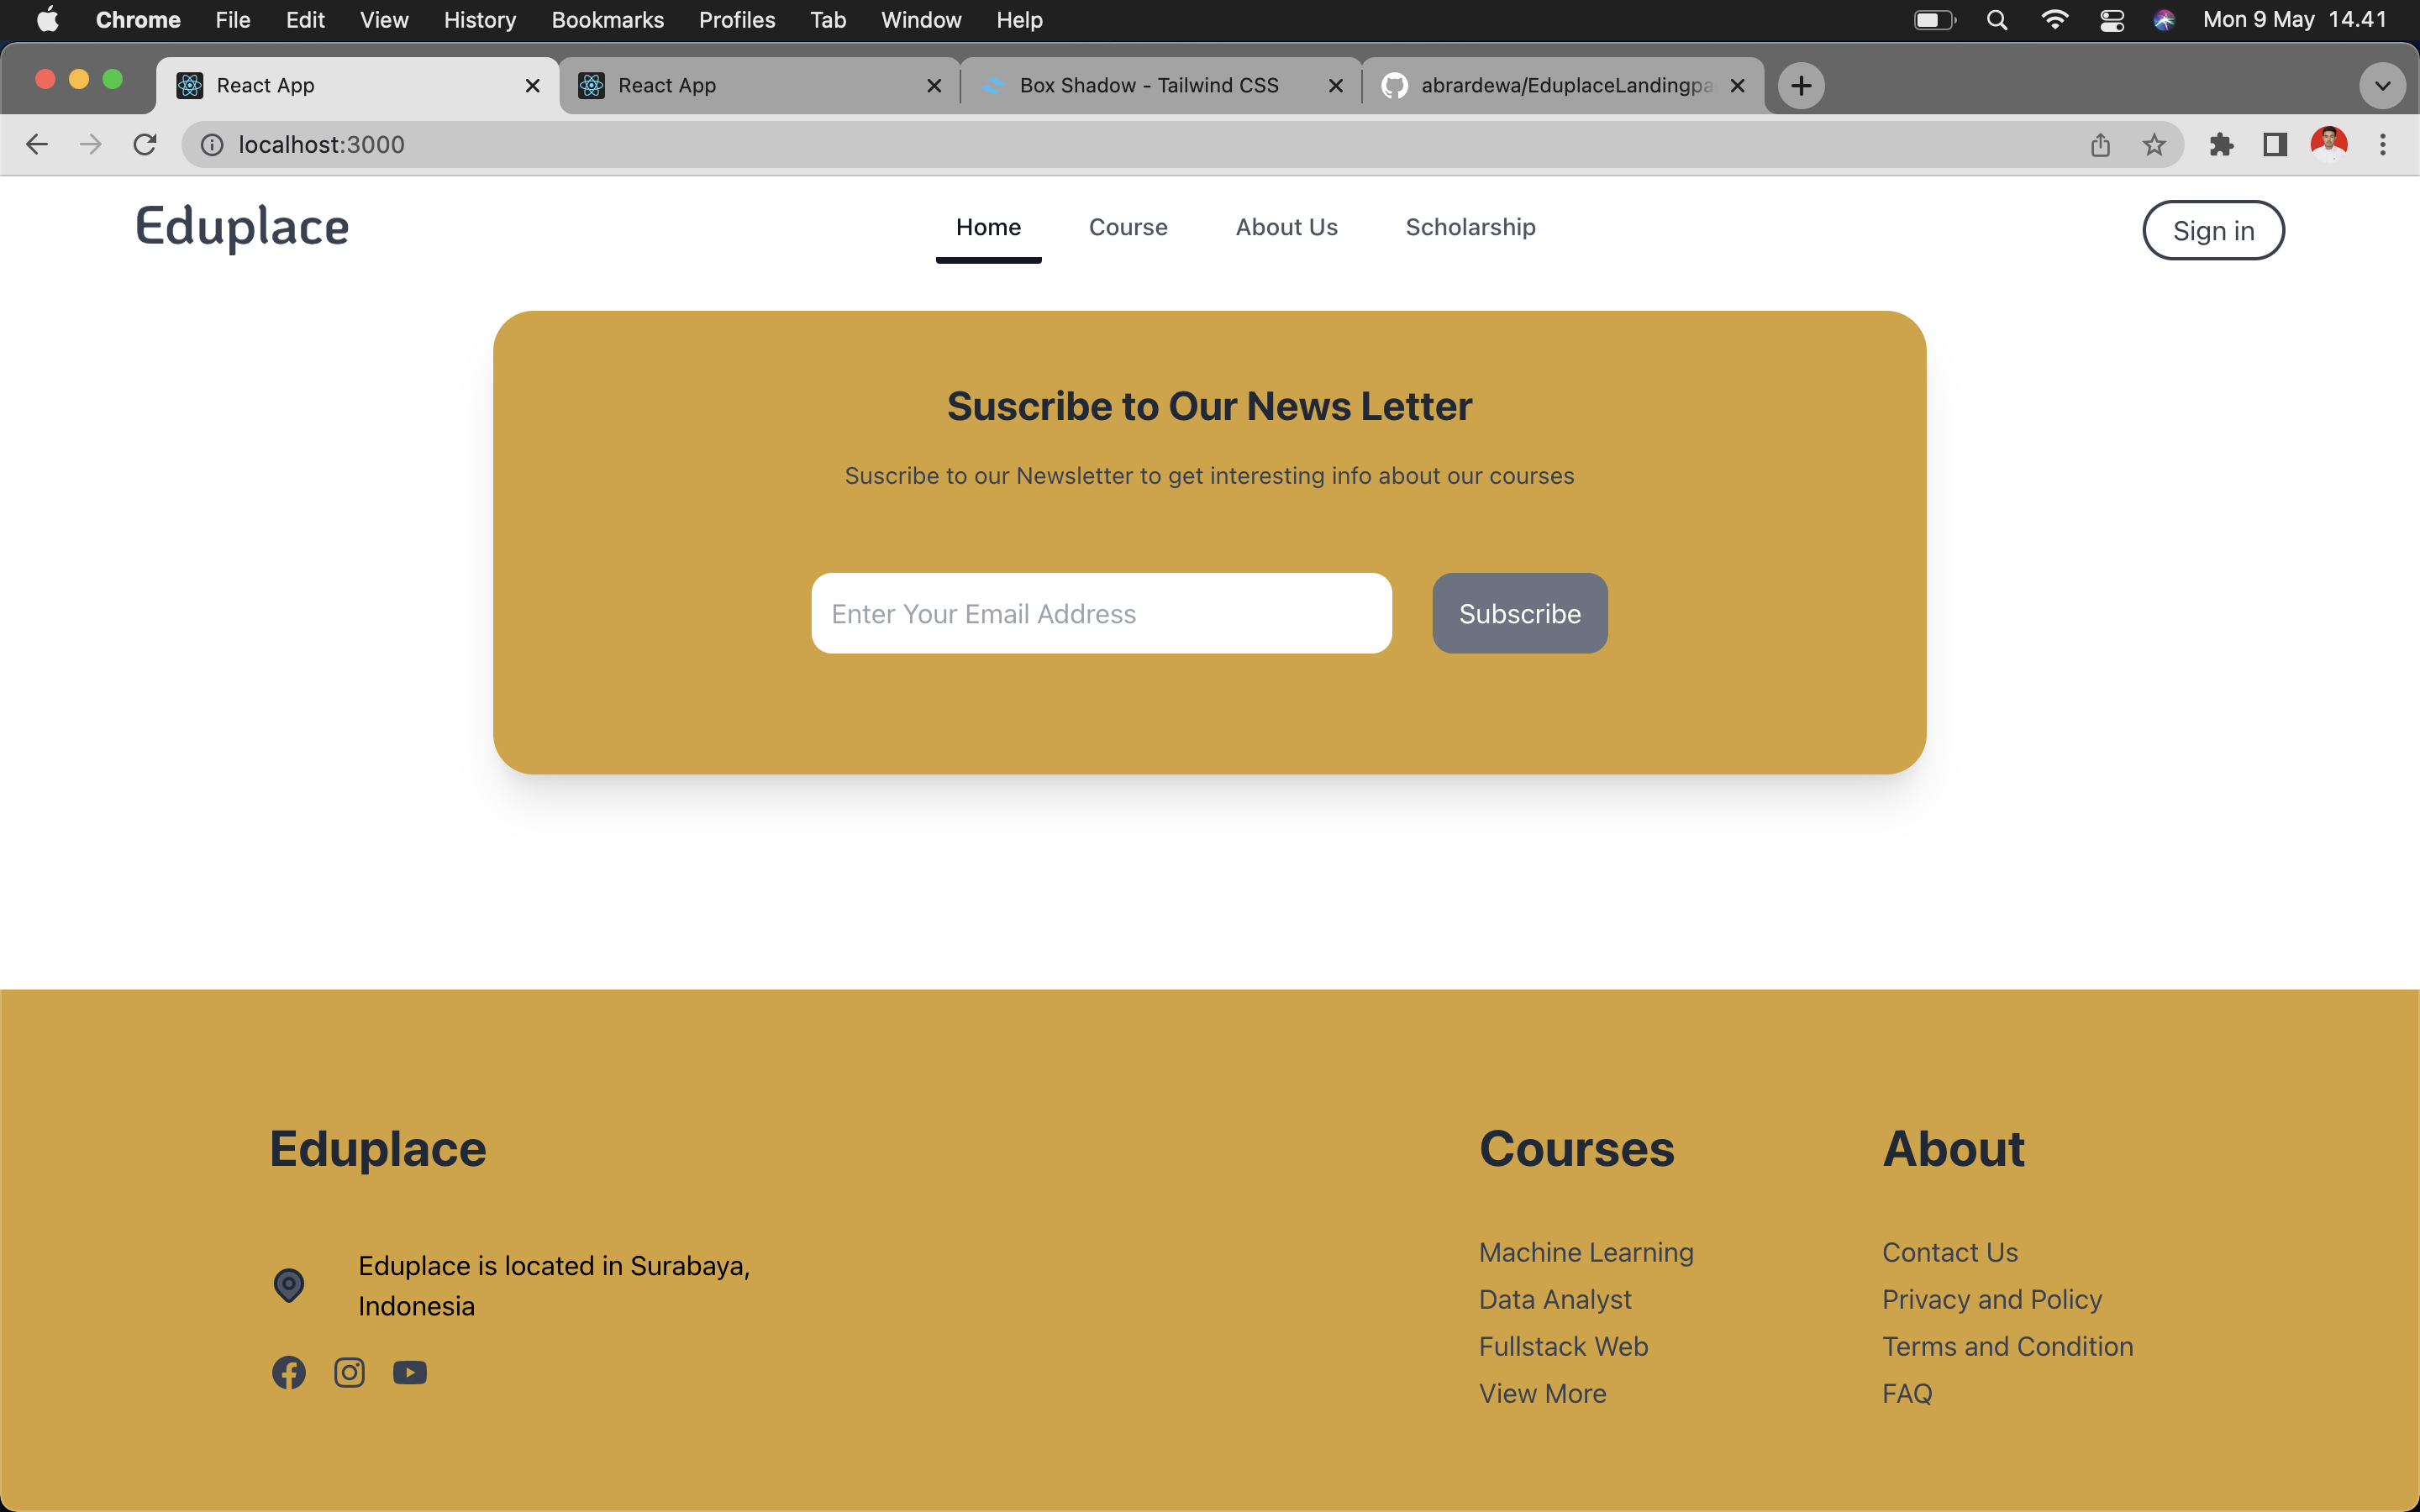 Chrome File Edit View History Bookmarks Profiles Tab Window Help Mon 9 May 14.41
React App React App Box Shadow - Tailwind CSS abrardewa/EduplaceLandingpa
localhost:3000
Eduplace Home Course About Us Scholarship Sign in
Suscribe to Our News Letter
Suscribe to our Newsletter to get interesting info about our courses
Enter Your Email Address Subscribe
Eduplace
Eduplace is located in Surabaya,
Indonesia
Courses
Machine Learning
Data Analyst
Fullstack Web
View More
About
Contact Us
Privacy and Policy
Terms and Condition
FAQ